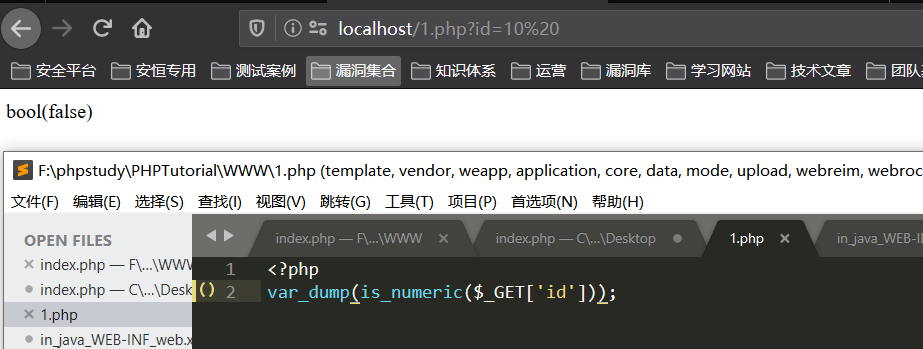 localhost/1.php?id=10%20
安全平台 安恒专用 测试案例 漏洞集合 知识体系 运营 漏洞库 学习网站 技术文章 团队
bool(false)
F:\phpstudy\PHPTutorial\WWW\1.php (template, vendor, weapp, application, core, data, mode, upload, webreim, webroc
文件(F) 编辑(E) 选择(S) 查找(I) 视图(V) 跳转(G) 工具(T) 项目(P) 首选项(N) 帮助(H)
OPEN FILES
index.php — F\...\WWW
index.php — C\...\Desk
1.php
in_java_WEB-INF_web.x
index.php — F\...\WWW index.php — C\...\Desktop 1.php in_java_WEB-INF
1 <?php
2 var_dump(is_numeric($_GET['id']));